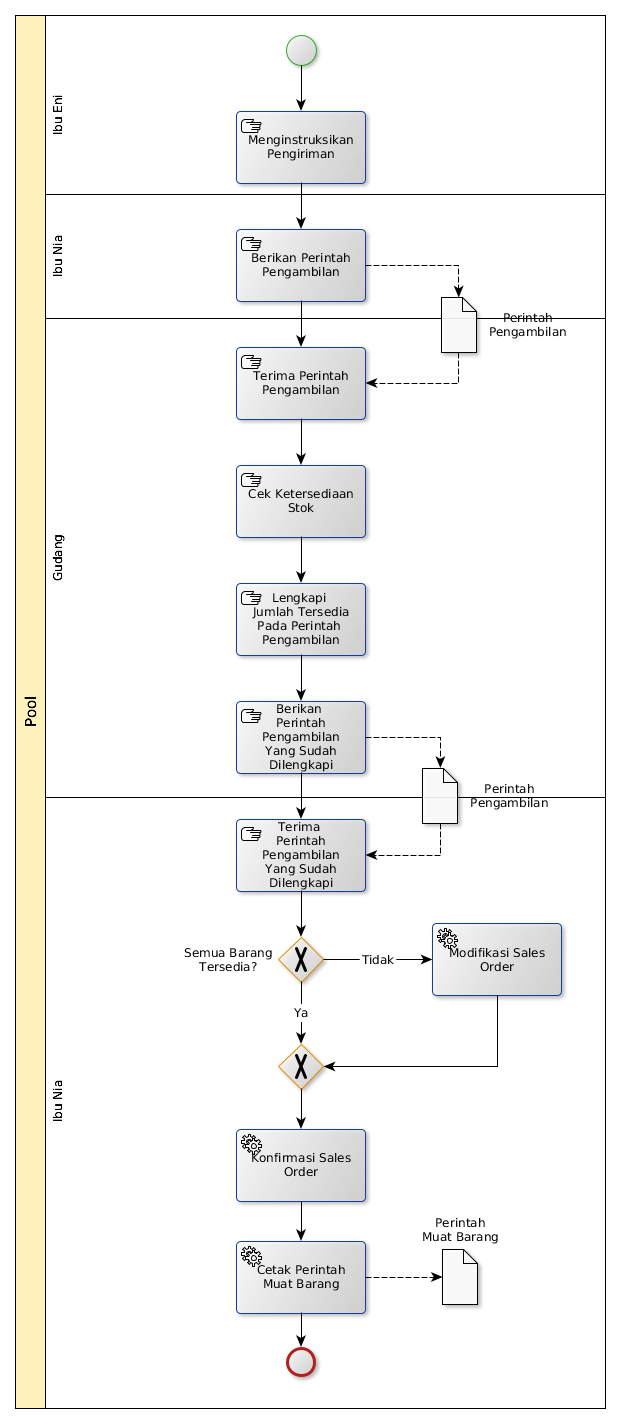 Pool
Ibu Eni
Menginstruksikan
Pengiriman
Ibu Nia
Berikan Perintah
Pengambilan
Perintah
Pengambilan
Gudang
Terima Perintah
Pengambilan
Cek Ketersediaan
Stok
Lengkapi
Jumlah Tersedia
Pada Perintah
Pengambilan
Berikan
Perintah
Pengambilan
Yang Sudah
Dilengkapi
Perintah
Pengambilan
Ibu Nia
Terima
Perintah
Pengambilan
Yang Sudah
Dilengkapi
Semua Barang
Tersedia?
Tidak
Modifikasi Sales
Order
Ya
Konfirmasi Sales
Order
Cetak Perintah
Muat Barang
Perintah
Muat Barang